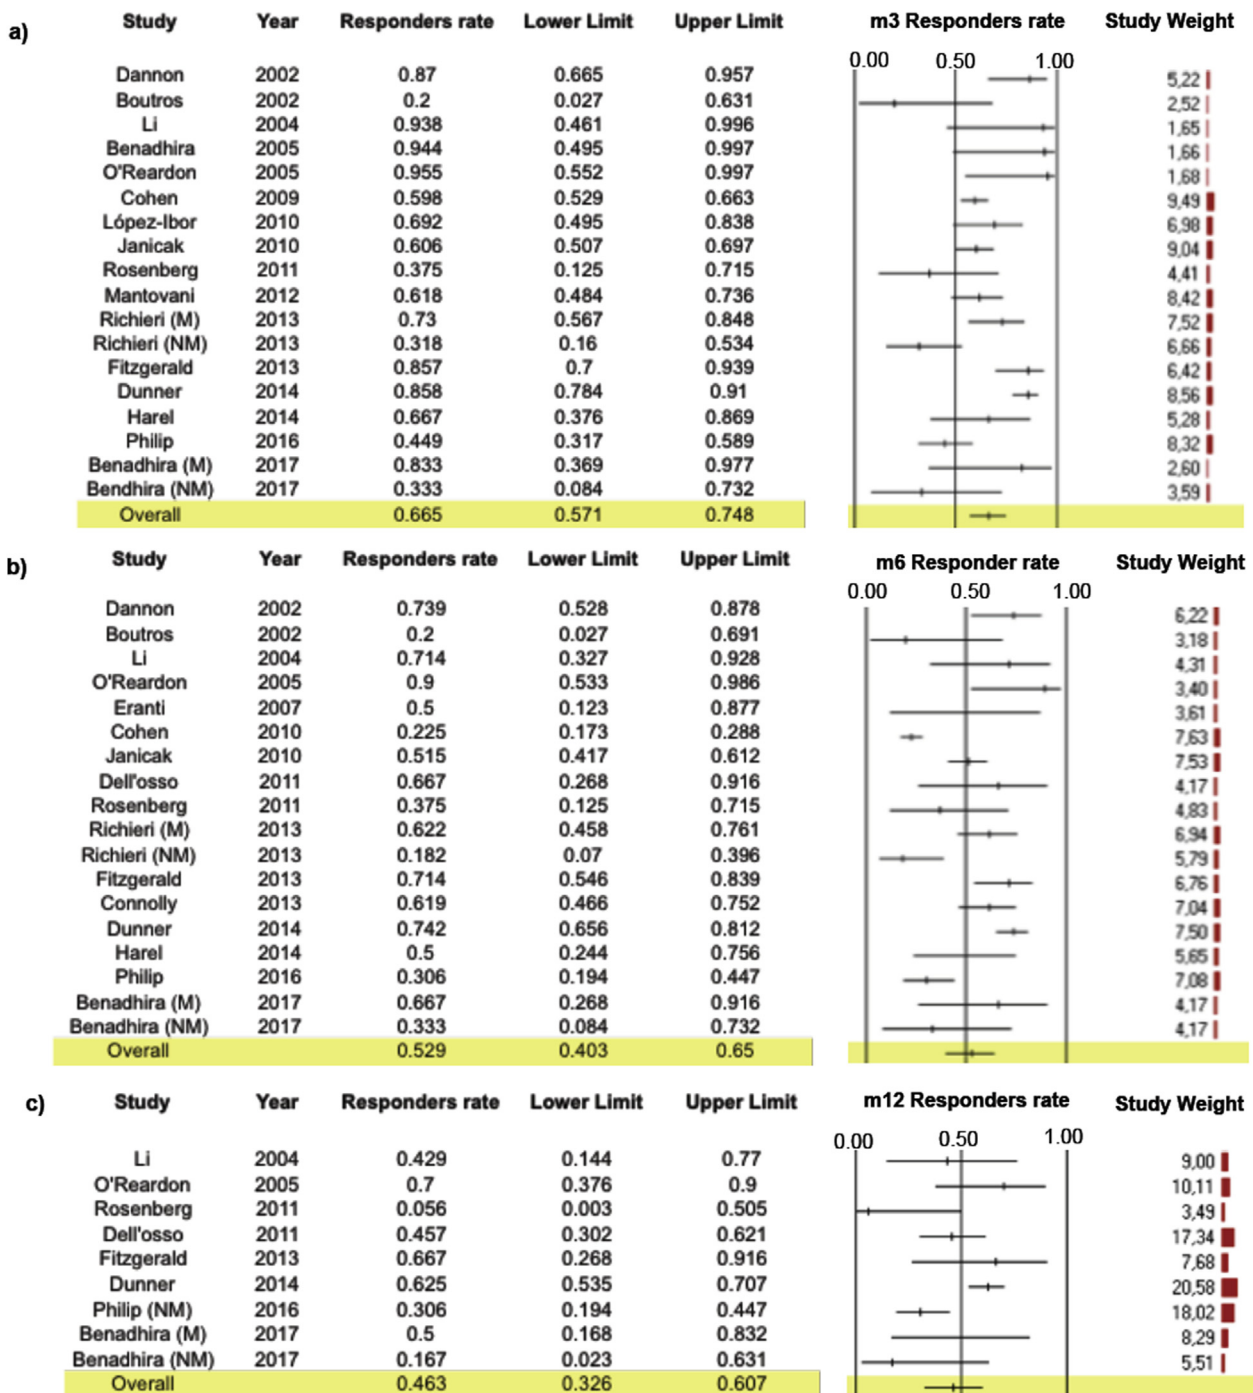 a) Study Year Responders rate Lower Limit Upper Limit m3 Responders rate Study Weight
0.00 0.50 1.00
Dannon 2002 0.87 0.665 0.957 5,22
Boutros 2002 0.2 0.027 0.631 2,52
Li 2004 0.938 0.461 0.996 1,65
Benadhira 2005 0.944 0.495 0.997 1,66
O'Reardon 2005 0.955 0.552 0.997 1,68
Cohen 2009 0.598 0.529 0.663 9,49
López-Ibor 2010 0.692 0.495 0.838 6,98
Janicak 2010 0.606 0.507 0.697 9,04
Rosenberg 2011 0.375 0.125 0.715 4,41
Mantovani 2012 0.618 0.484 0.736 8,42
Richieri (M) 2013 0.73 0.567 0.848 7,52
Richieri (NM) 2013 0.318 0.16 0.534 6,66
Fitzgerald 2013 0.857 0.7 0.939 6,42
Dunner 2014 0.858 0.784 0.91 8,56
Harel 2014 0.667 0.376 0.869 5,28
Philip 2016 0.449 0.317 0.589 8,32
Benadhira (M) 2017 0.833 0.369 0.977 2,60
Bendhira (NM) 2017 0.333 0.084 0.732 3,59
Overall 0.665 0.571 0.748
b) Study Year Responders rate Lower Limit Upper Limit m6 Responder rate Study Weight
0.00 0.50 1.00
Dannon 2002 0.739 0.528 0.878 6,22
Boutros 2002 0.2 0.027 0.691 3,18
Li 2004 0.714 0.327 0.928 4,31
O'Reardon 2005 0.9 0.533 0.986 3,40
Eranti 2007 0.5 0.123 0.877 3,61
Cohen 2010 0.225 0.173 0.288 7,63
Janicak 2010 0.515 0.417 0.612 7,53
Dell'osso 2011 0.667 0.268 0.916 4,17
Rosenberg 2011 0.375 0.125 0.715 4,83
Richieri (M) 2013 0.622 0.458 0.761 6,94
Richieri (NM) 2013 0.182 0.07 0.396 5,79
Fitzgerald 2013 0.714 0.546 0.839 6,76
Connolly 2013 0.619 0.466 0.752 7,04
Dunner 2014 0.742 0.656 0.812 7,50
Harel 2014 0.5 0.244 0.756 5,65
Philip 2016 0.306 0.194 0.447 7,08
Benadhira (M) 2017 0.667 0.268 0.916 4,17
Benadhira (NM) 2017 0.333 0.084 0.732 4,17
Overall 0.529 0.403 0.65
c) Study Year Responders rate Lower Limit Upper Limit m12 Responders rate Study Weight
0.00 0.50 1.00
Li 2004 0.429 0.144 0.77 9,00
O'Reardon 2005 0.7 0.376 0.9 10,11
Rosenberg 2011 0.056 0.003 0.505 3,49
Dell'osso 2011 0.457 0.302 0.621 17,34
Fitzgerald 2013 0.667 0.268 0.916 7,68
Dunner 2014 0.625 0.535 0.707 20,58
Philip (NM) 2016 0.306 0.194 0.447 18,02
Benadhira (M) 2017 0.5 0.168 0.832 8,29
Benadhira (NM) 2017 0.167 0.023 0.631 5,51
Overall 0.463 0.326 0.607